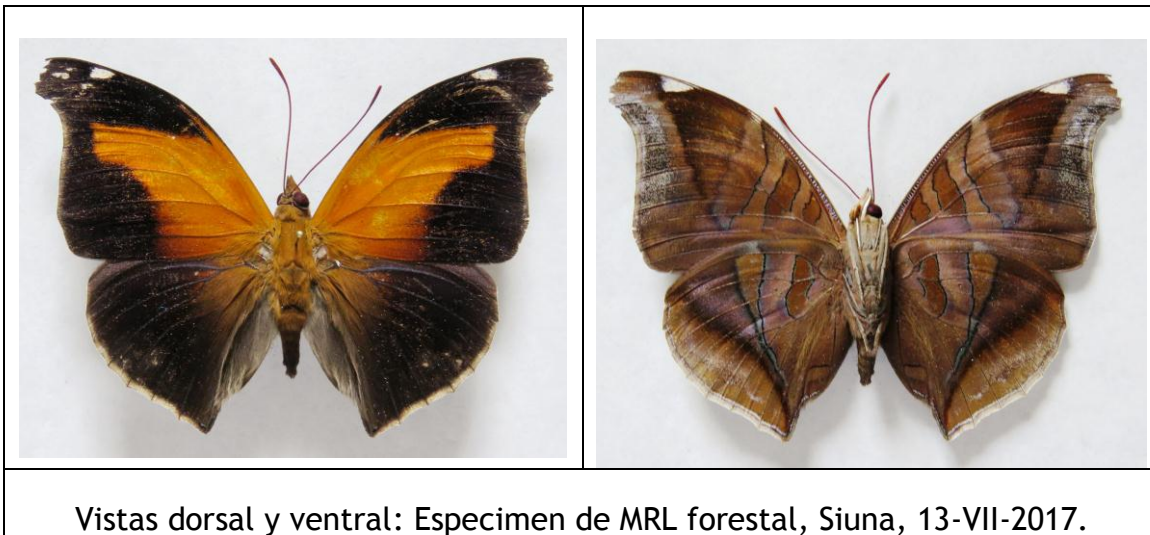 Vistas dorsal y ventral: Especimen de MRL forestal, Siuna, 13-VII-2017.